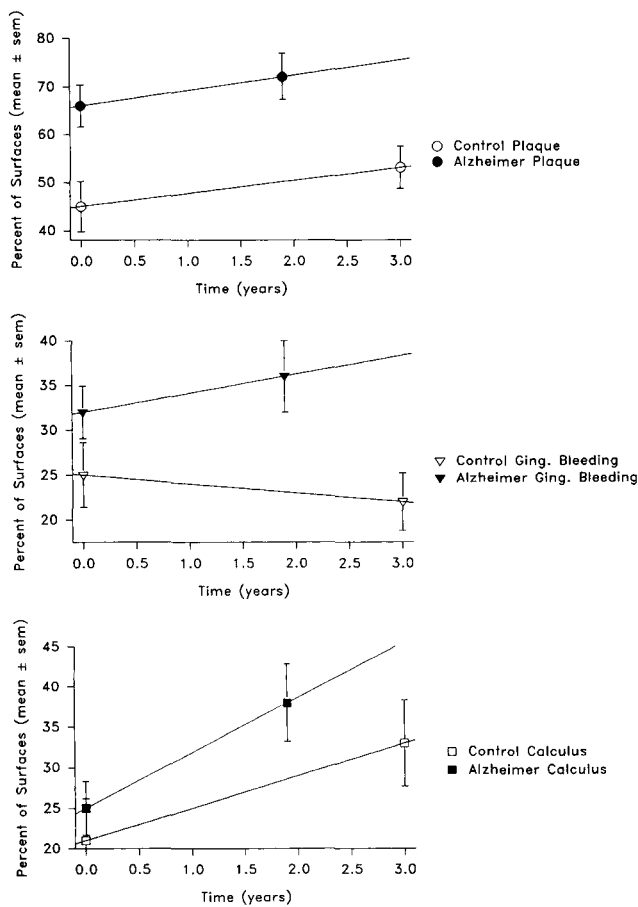 Percent of Surfaces (mean ± sem)
80
70
60
50
40
0.0 0.5 1.0 1.5 2.0 2.5 3.0
Time (years)
Control Plaque
Alzheimer Plaque
Percent of Surfaces (mean ± sem)
40
35
30
25
20
0.0 0.5 1.0 1.5 2.0 2.5 3.0
Time (years)
Control Ging. Bleeding
Alzheimer Ging. Bleeding
Percent of Surfaces (mean ± sem)
45
40
35
30
25
20
0.0 0.5 1.0 1.5 2.0 2.5 3.0
Time (years)
Control Calculus
Alzheimer Calculus